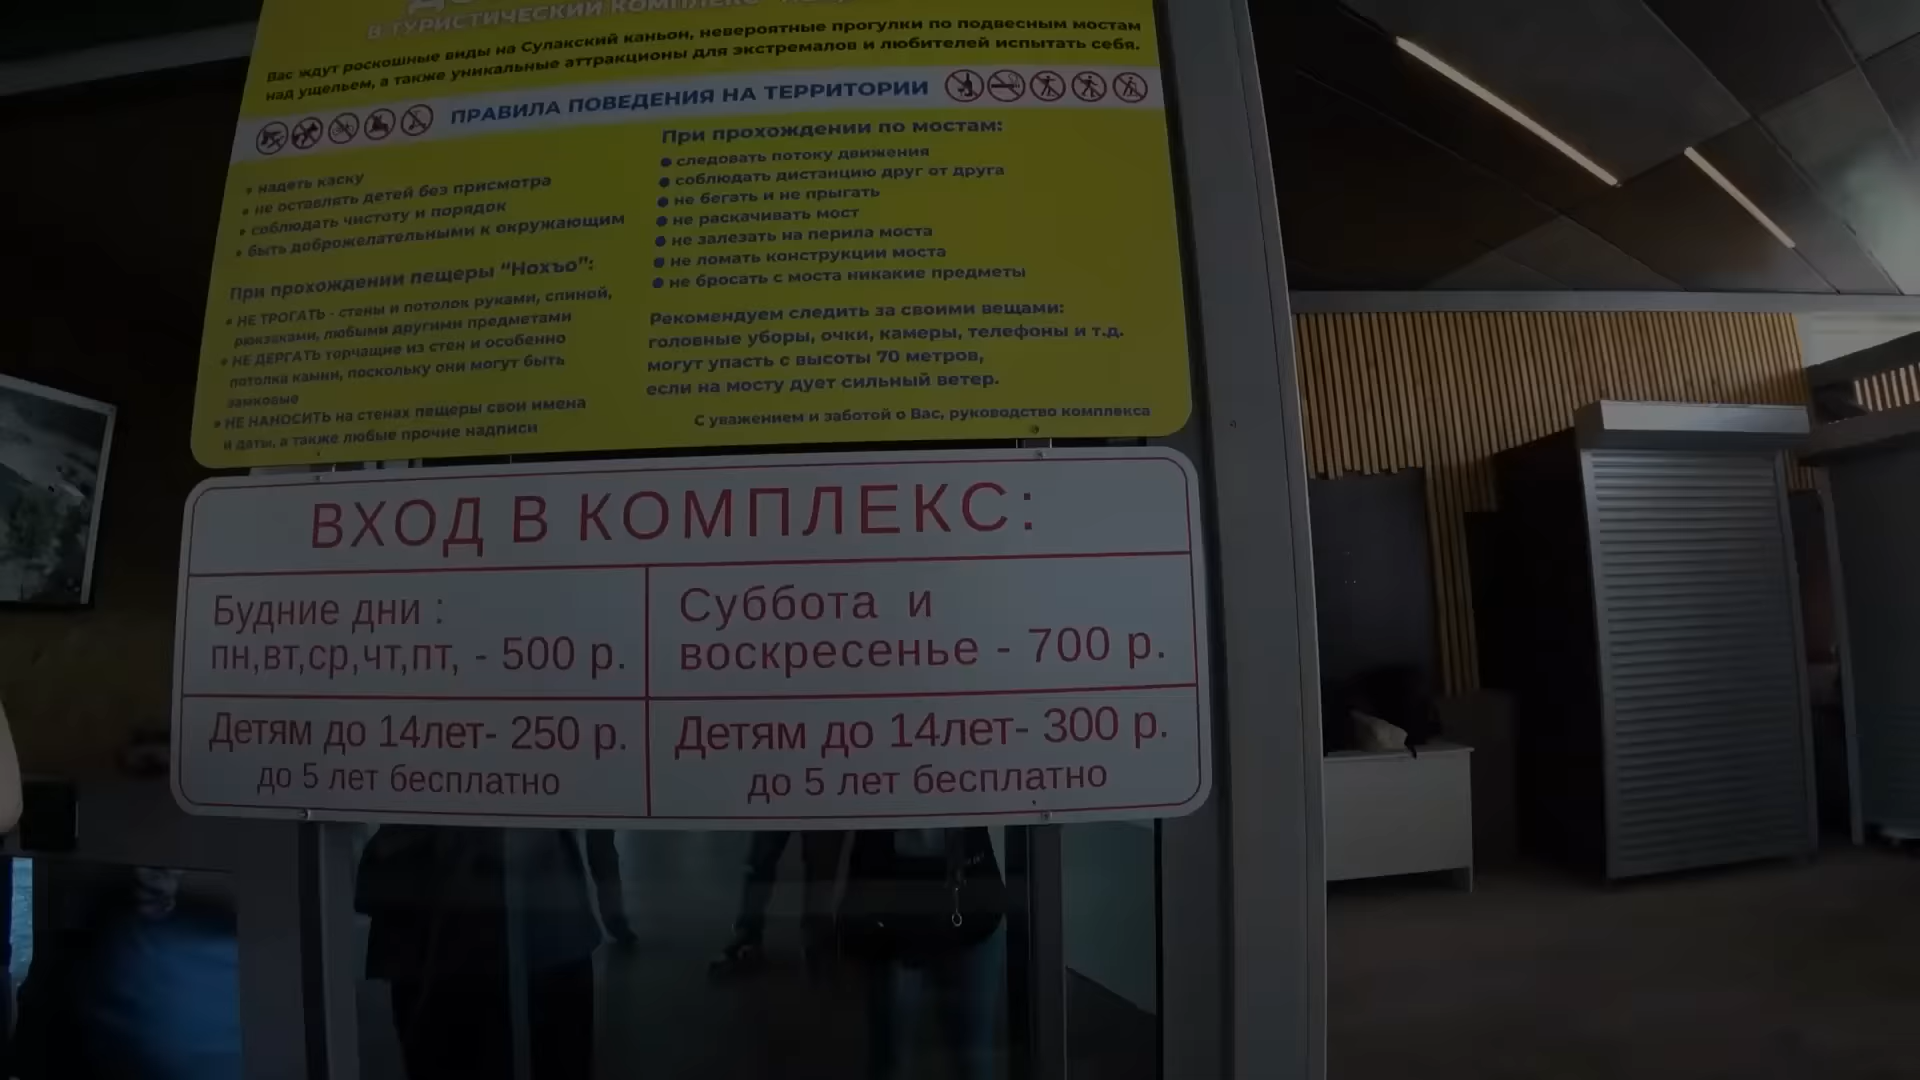 В ТУРИСТИЧЕСКИЙ КОМПЛЕКС
Вас ждут роскошные виды на Сулакский каньон, невероятные прогулки по подвесным мостам
над ущельем, а также уникальные аттракционы для экстремалов и любителей испытать себя.
ПРАВИЛА ПОВЕДЕНИЯ НА ТЕРРИТОРИИ
• надеть каску
• не оставлять детей без присмотра
• соблюдать чистоту и порядок
• быть доброжелательными к окружающим
При прохождении пещеры “Нохъо”:
• НЕ ТРОГАТЬ - стены и потолок руками, спиной,
рюкзаками, любыми другими предметами
• НЕ ДЕРГАТЬ торчащие из стен и особенно
потолка камни, поскольку они могут быть
замковые
• НЕ НАНОСИТЬ на стенах пещеры свои имена
и даты, а также любые прочие надписи
При прохождении по мостам:
• следовать потоку движения
• соблюдать дистанцию друг от друга
• не бегать и не прыгать
• не раскачивать мост
• не залезать на перила моста
• не ломать конструкции моста
• не бросать с моста никакие предметы
Рекомендуем следить за своими вещами:
головные уборы, очки, камеры, телефоны и т.д.
могут упасть с высоты 70 метров,
если на мосту дует сильный ветер.
С уважением и заботой о Вас, руководство комплекса
ВХОД В КОМПЛЕКС:
Будние дни :
пн,вт,ср,чт,пт, - 500 р.
Суббота и
воскресенье - 700 р.
Детям до 14лет- 250 р.
до 5 лет бесплатно
Детям до 14лет- 300 р.
до 5 лет бесплатно